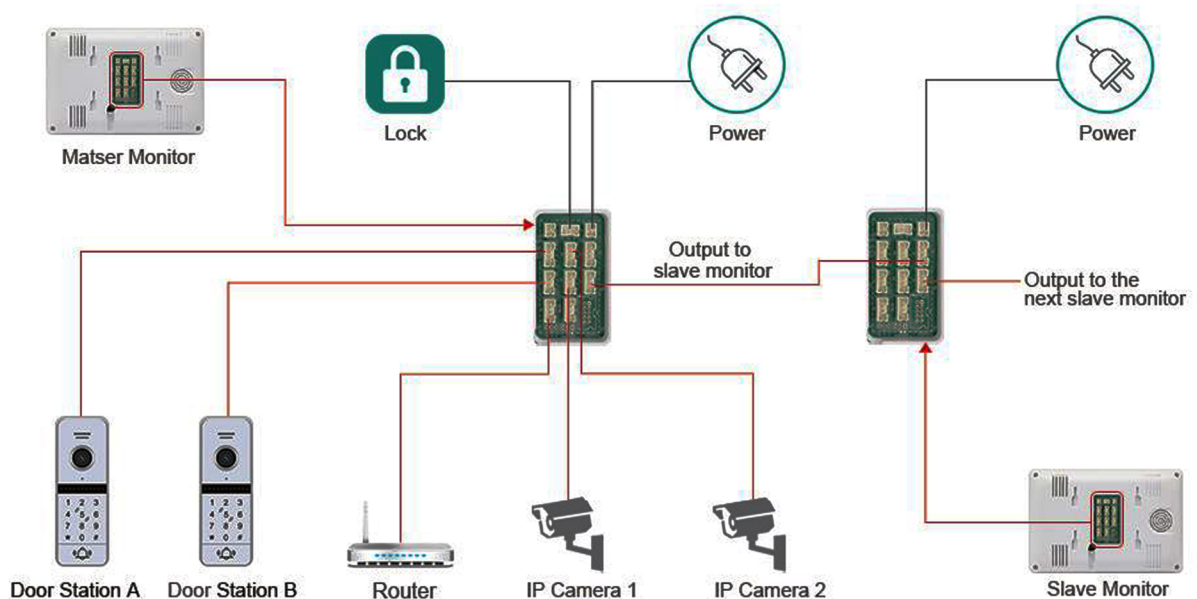 Matser Monitor
Lock
Power
Power
Output to
slave monitor
Output to the
next slave monitor
Door Station A
Door Station B
Router
IP Camera 1
IP Camera 2
Slave Monitor